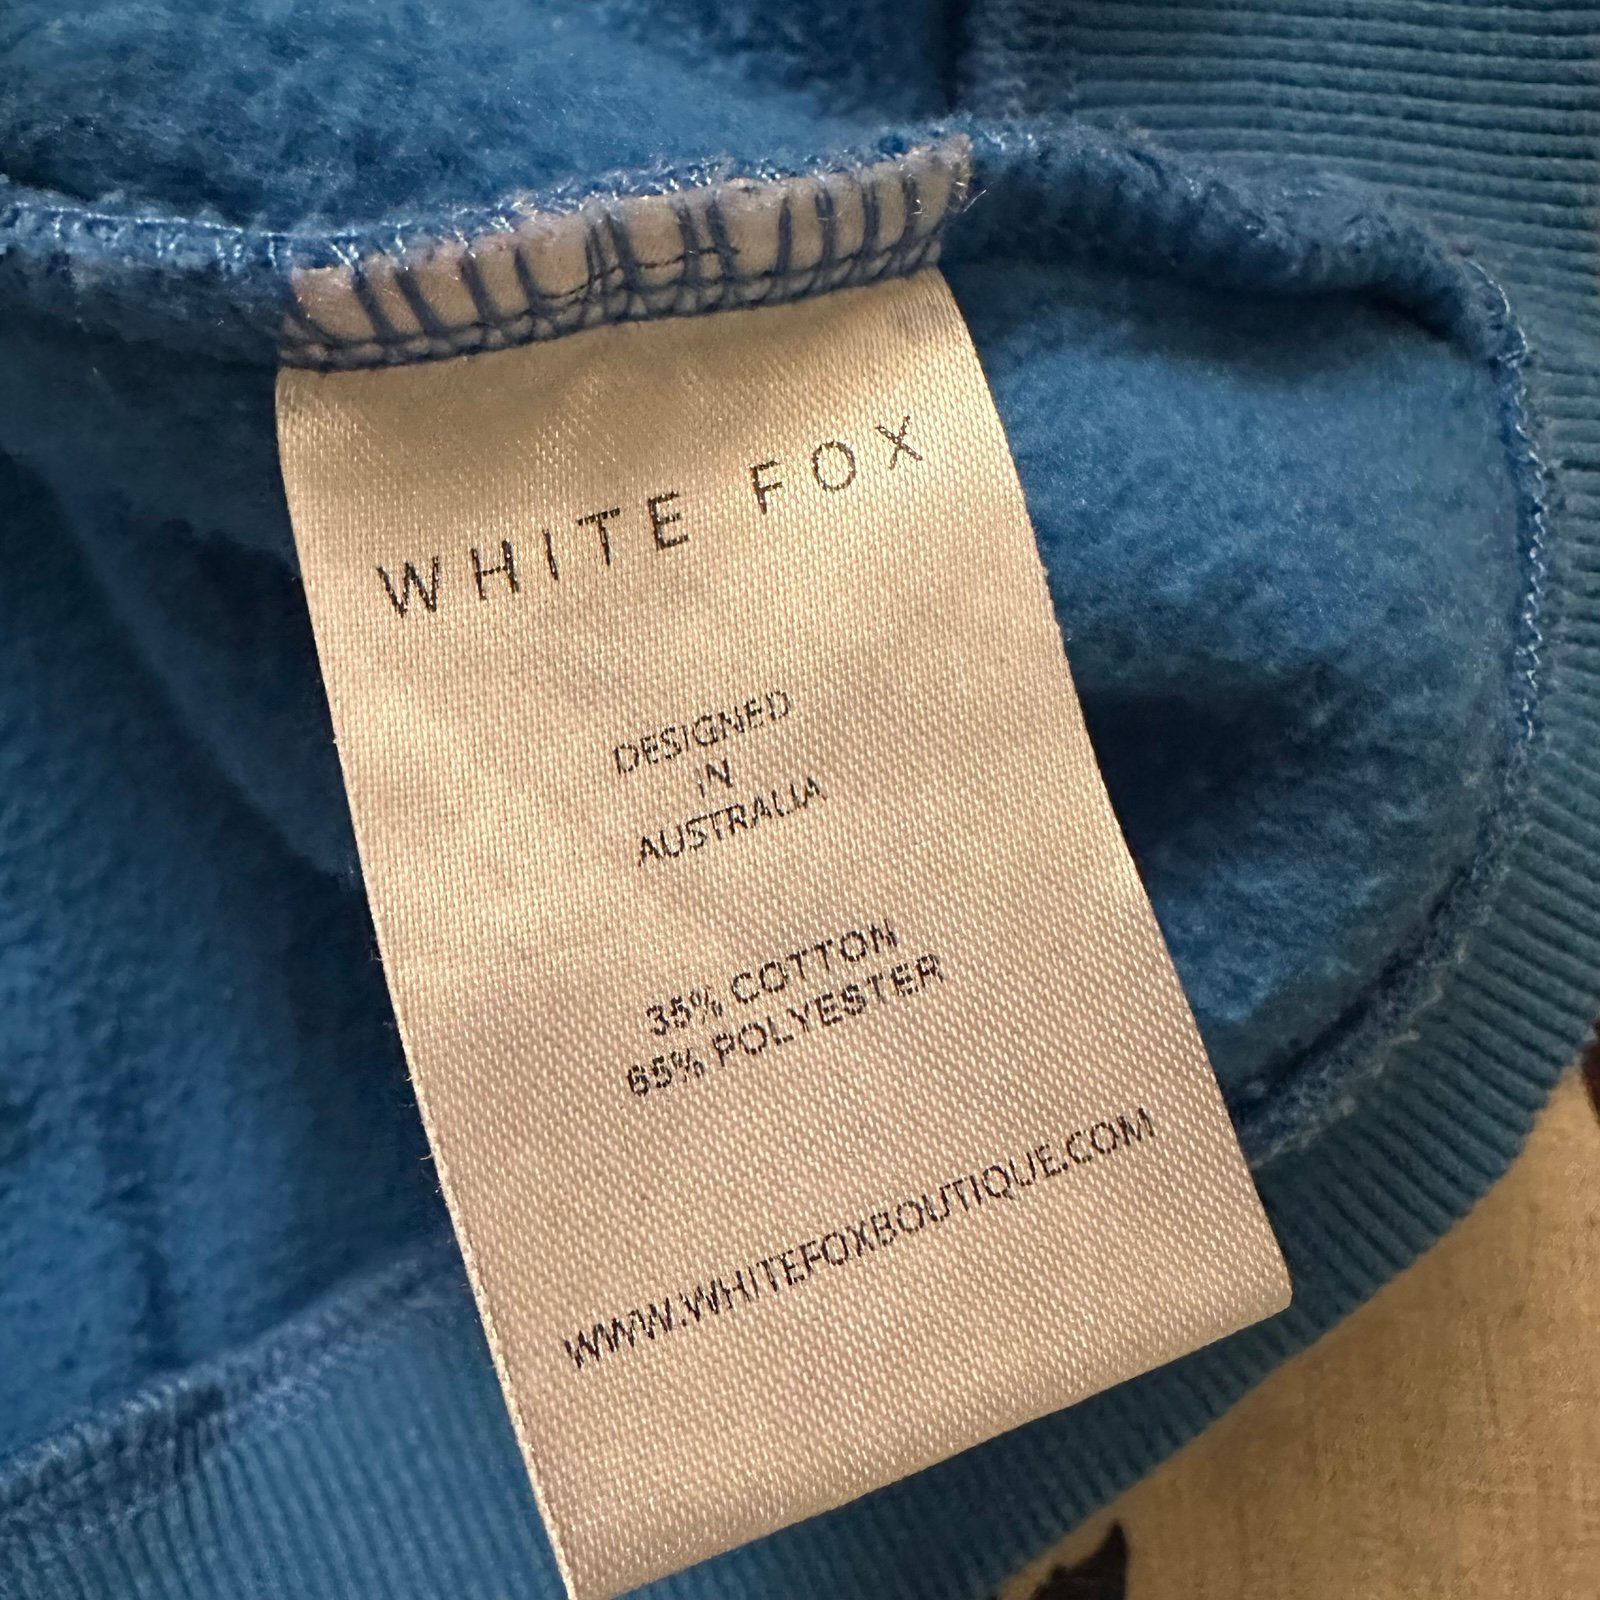 WHITE FOX
DESIGNED
IN
AUSTRALIA
35% COTTON
65% POLYESTER
WWW.WHITEFOXBOUTIQUE.COM